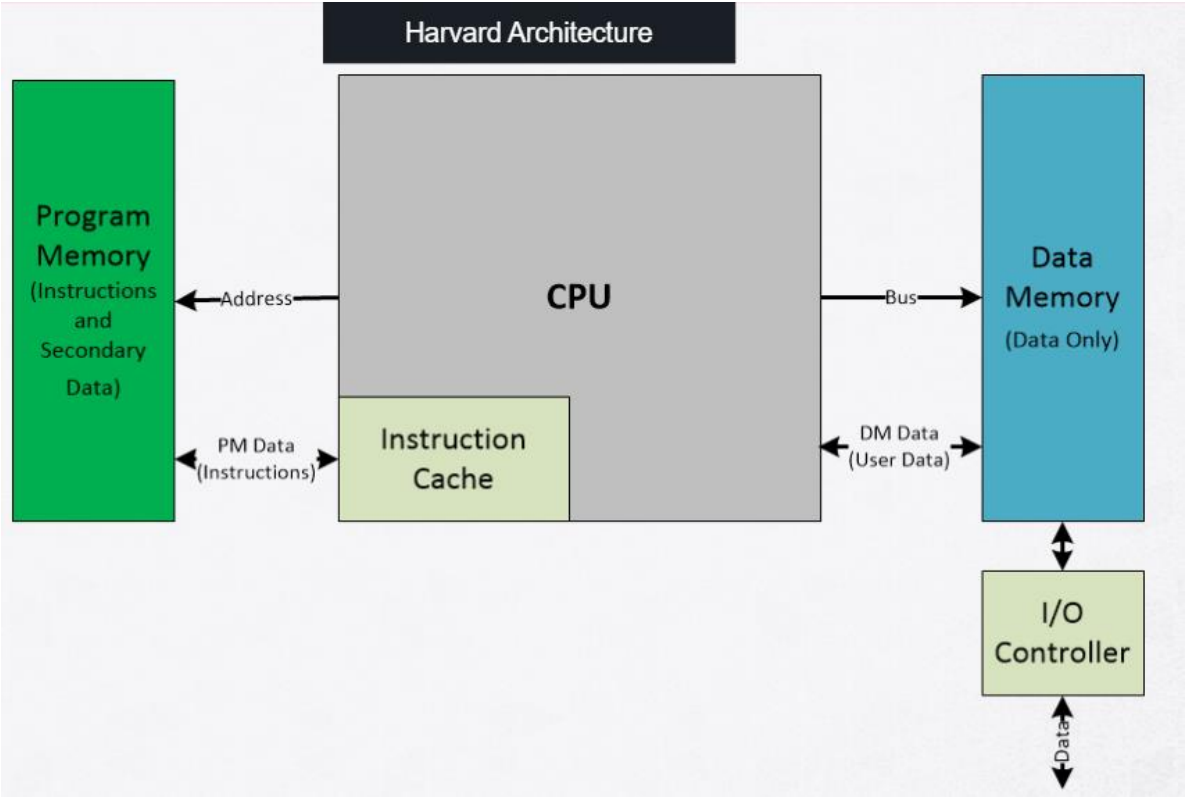 Harvard Architecture
Program
Memory
(Instructions
and
Secondary
Data)
Address
PM Data
(Instructions)
CPU
Instruction
Cache
Bus
DM Data
(User Data)
Data
Memory
(Data Only)
I/O
Controller
Data